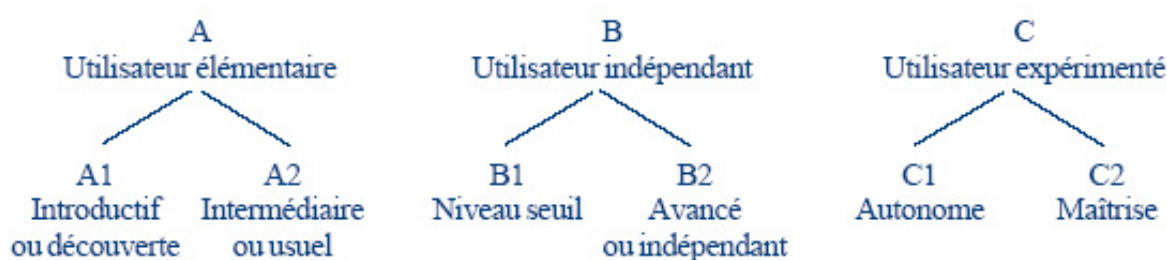 A
Utilisateur élémentaire
A1
Introductif
ou découverte
A2
Intermédiaire
ou usuel
B
Utilisateur indépendant
B1
Niveau seuil
B2
Avancé
ou indépendant
C
Utilisateur expérimenté
C1
Autonome
C2
Maîtrise